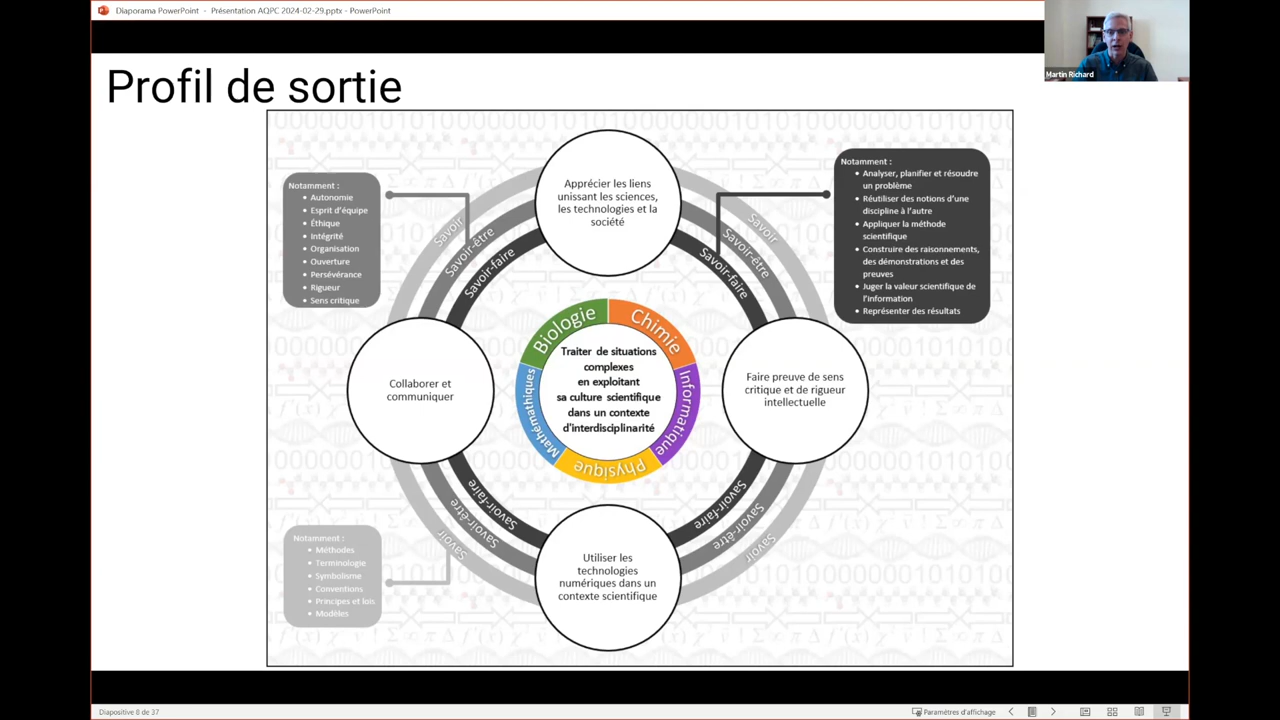 Diaporama PowerPoint - Présentation AQPC 2024-02-29.pptx - PowerPoint
Martin Richard
Profil de sortie
Apprécier les liens
unissant les sciences,
les technologies et la
société
Notamment :
• Autonomie
• Esprit d'équipe
• Éthique
• Intégrité
• Organisation
• Ouverture
• Persévérance
• Rigueur
• Sens critique
Savoir
Savoir-être
Savoir-faire
Savoir
Savoir-être
Savoir-faire
Notamment :
• Analyser, planifier et résoudre
un problème
• Réutiliser des notions d'une
discipline à l'autre
• Appliquer la méthode
scientifique
• Construire des raisonnements,
des démonstrations et des
preuves
• Juger la valeur scientifique de
l'information
• Représenter des résultats
Collaborer et
communiquer
Biologie
Chimie
Informatique
Physique
Mathématiques
Traiter de situations
complexes
en exploitant
sa culture scientifique
dans un contexte
d'interdisciplinarité
Faire preuve de sens
critique et de rigueur
intellectuelle
Savoir-faire
Savoir-être
Savoir
Savoir-faire
Savoir-être
Savoir
Notamment :
• Méthodes
• Terminologie
• Symbolisme
• Conventions
• Principes et lois
• Modèles
Utiliser les
technologies
numériques dans un
contexte scientifique
Diapositive 8 de 37
Paramètres d'affichage